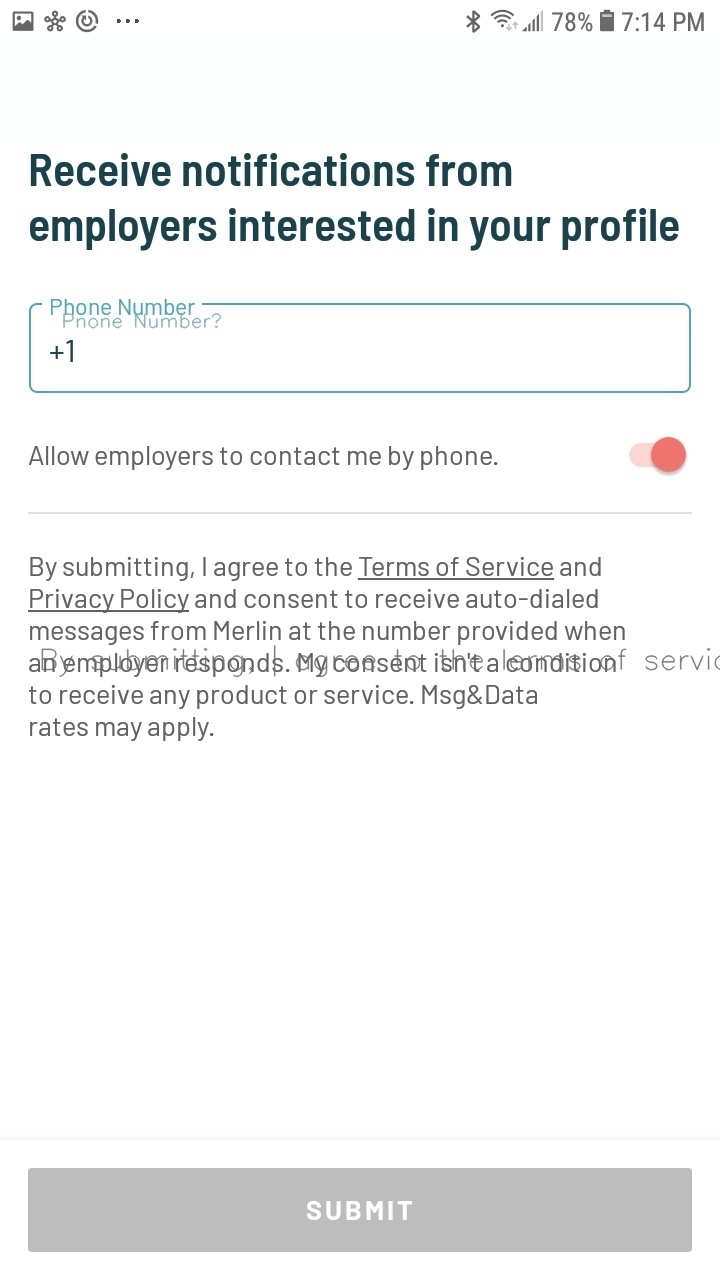 78% 7:14 PM
Receive notifications from
employers interested in your profile
Phone Number
Phone Number?
+1
Allow employers to contact me by phone.
By submitting, I agree to the Terms of Service and
Privacy Policy and consent to receive auto-dialed
messages from Merlin at the number provided when
an employer responds. My consent isn't a condition
By submitting, I agree to the Terms of servic
to receive any product or service. Msg&Data
rates may apply.
SUBMIT